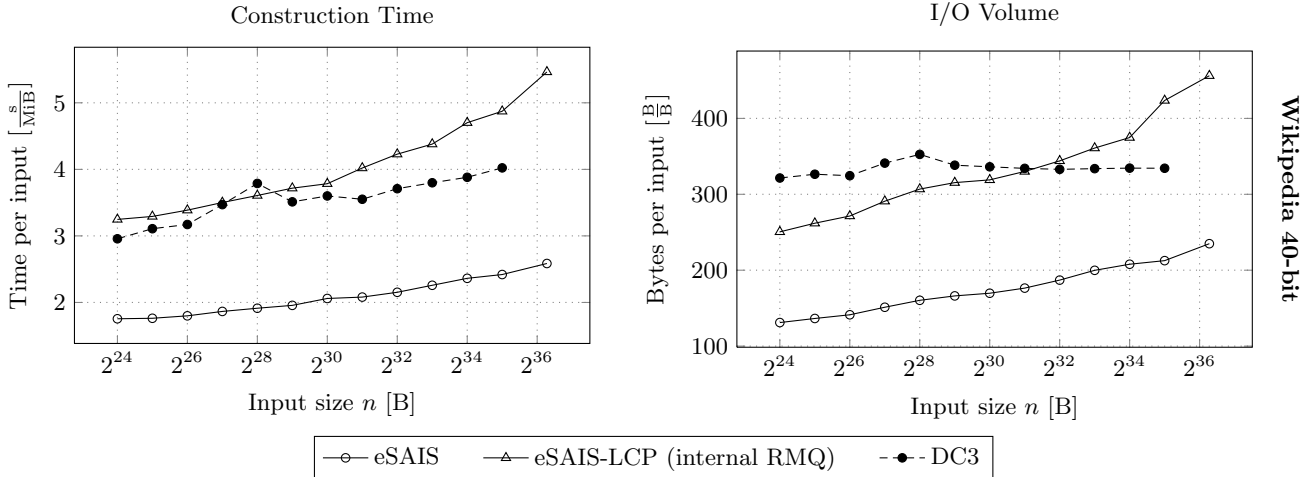 Construction Time
Time per input [s/MiB]
5
4
3
2
2^24 2^26 2^28 2^30 2^32 2^34 2^36
Input size n [B]
I/O Volume
Bytes per input [B/B]
400
300
200
100
2^24 2^26 2^28 2^30 2^32 2^34 2^36
Input size n [B]
Wikipedia 40-bit
eSAIS eSAIS-LCP (internal RMQ) DC3